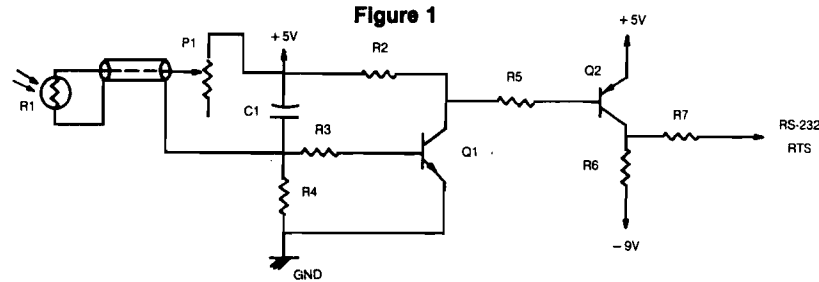 Figure 1
P1
+5V
R2
+5V
R1
C1
R3
R4
Q1
R5
Q2
R6
R7
RS-232
RTS
-9V
GND